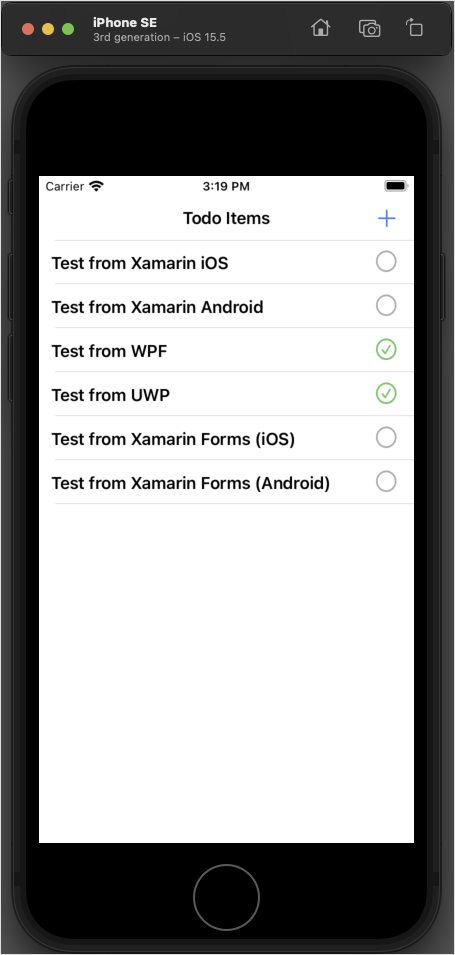 iPhone SE
3rd generation – iOS 15.5
Carrier 3:19 PM
Todo Items
Test from Xamarin iOS
Test from Xamarin Android
Test from WPF
Test from UWP
Test from Xamarin Forms (iOS)
Test from Xamarin Forms (Android)